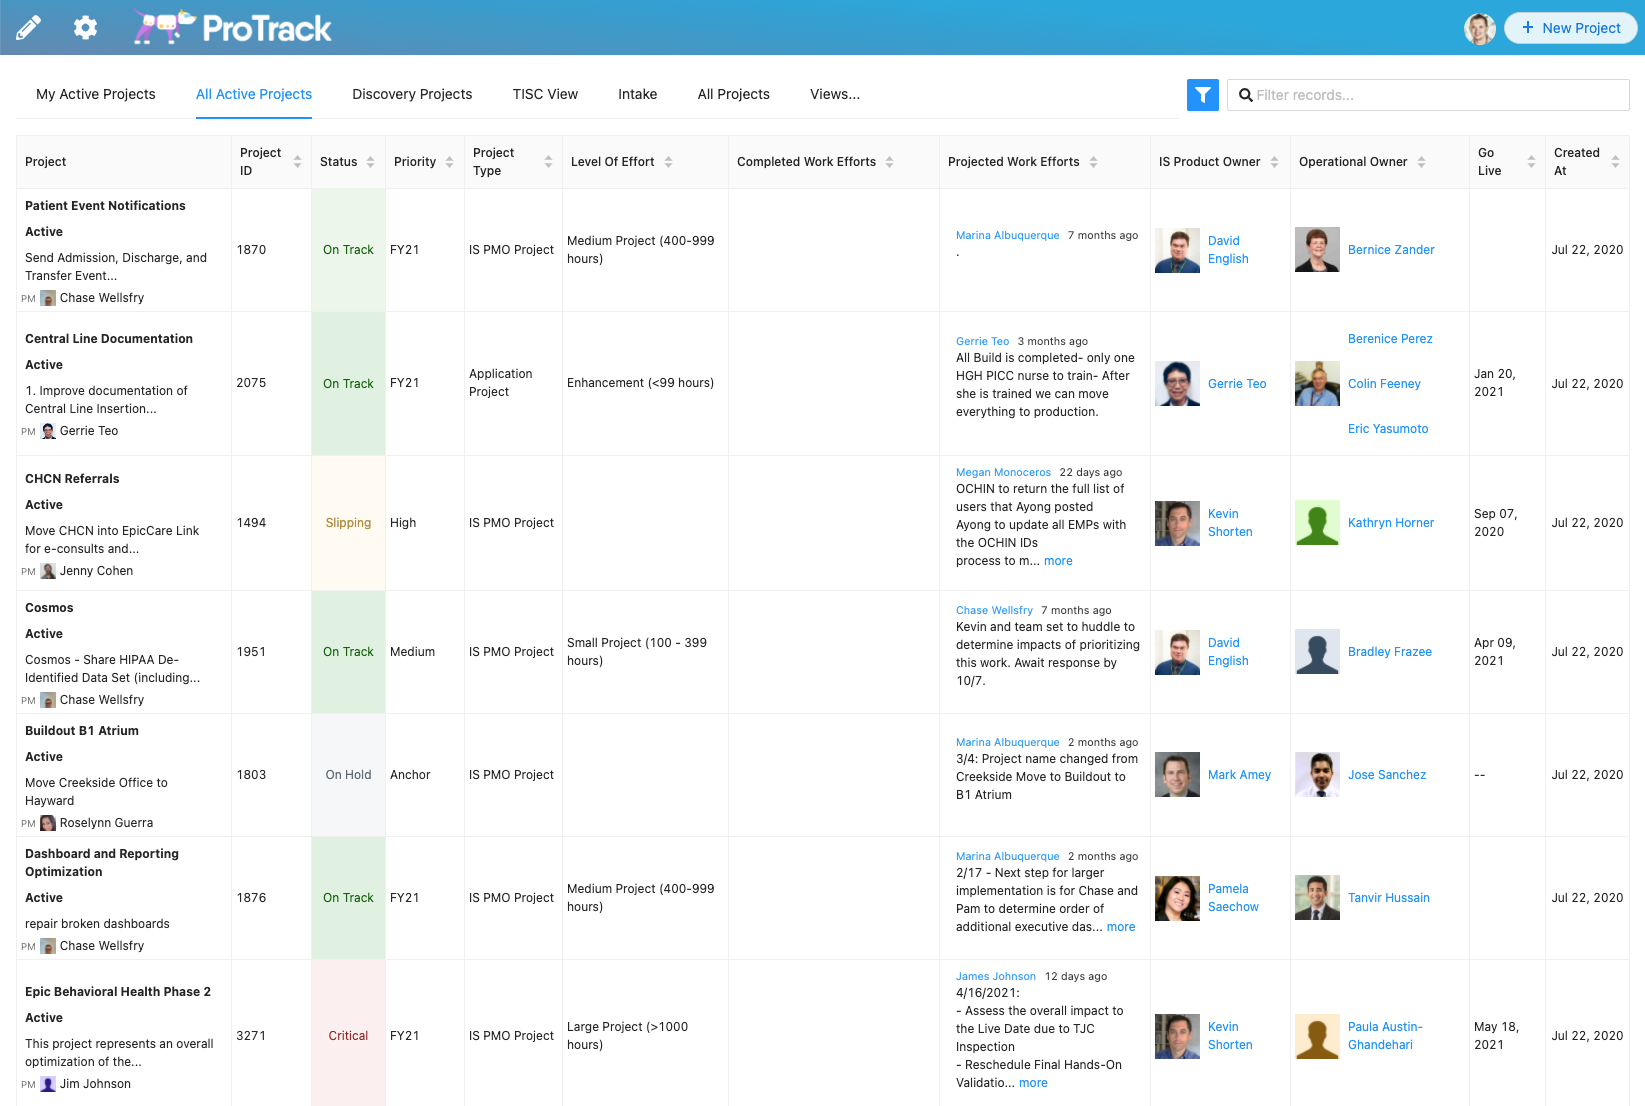 ProTrack
+ New Project
My Active Projects
All Active Projects
Discovery Projects
TISC View
Intake
All Projects
Views...
Filter records...
Project
Project
ID
Status
Priority
Project
Type
Level Of Effort
Completed Work Efforts
Projected Work Efforts
IS Product Owner
Operational Owner
Go
Live
Created
At
Patient Event Notifications
Active
Send Admission, Discharge, and
Transfer Event...
PM Chase Wellsfry
1870
On Track
FY21
IS PMO Project
Medium Project (400-999
hours)
Marina Albuquerque 7 months ago
.
David
English
Bernice Zander
Jul 22, 2020
Central Line Documentation
Active
1. Improve documentation of
Central Line Insertion...
PM Gerrie Teo
2075
On Track
FY21
Application
Project
Enhancement (<99 hours)
Gerrie Teo 3 months ago
All Build is completed- only one
HGH PICC nurse to train- After
she is trained we can move
everything to production.
Gerrie Teo
Berenice Perez
Colin Feeney
Eric Yasumoto
Jan 20,
2021
Jul 22, 2020
CHCN Referrals
Active
Move CHCN into EpicCare Link
for e-consults and...
PM Jenny Cohen
1494
Slipping
High
IS PMO Project
Megan Monoceros 22 days ago
OCHIN to return the full list of
users that Ayong posted
Ayong to update all EMPs with
the OCHIN IDs
process to m... more
Kevin
Shorten
Kathryn Horner
Sep 07,
2020
Jul 22, 2020
Cosmos
Active
Cosmos - Share HIPAA De-
Identified Data Set (including...
PM Chase Wellsfry
1951
On Track
Medium
IS PMO Project
Small Project (100 - 399
hours)
Chase Wellsfry 7 months ago
Kevin and team set to huddle to
determine impacts of prioritizing
this work. Await response by
10/7.
David
English
Bradley Frazee
Apr 09,
2021
Jul 22, 2020
Buildout B1 Atrium
Active
Move Creekside Office to
Hayward
PM Roselynn Guerra
1803
On Hold
Anchor
IS PMO Project
Marina Albuquerque 2 months ago
3/4: Project name changed from
Creekside Move to Buildout to
B1 Atrium
Mark Amey
Jose Sanchez
--
Jul 22, 2020
Dashboard and Reporting
Optimization
Active
repair broken dashboards
PM Chase Wellsfry
1876
On Track
FY21
IS PMO Project
Medium Project (400-999
hours)
Marina Albuquerque 2 months ago
2/17 - Next step for larger
implementation is for Chase and
Pam to determine order of
additional executive das... more
Pamela
Saechow
Tanvir Hussain
Jul 22, 2020
Epic Behavioral Health Phase 2
Active
This project represents an overall
optimization of the...
PM Jim Johnson
3271
Critical
FY21
IS PMO Project
Large Project (>1000
hours)
James Johnson 12 days ago
4/16/2021:
- Assess the overall impact to
the Live Date due to TJC
Inspection
- Reschedule Final Hands-On
Validatio... more
Kevin
Shorten
Paula Austin-
Ghandehari
May 18,
2021
Jul 22, 2020